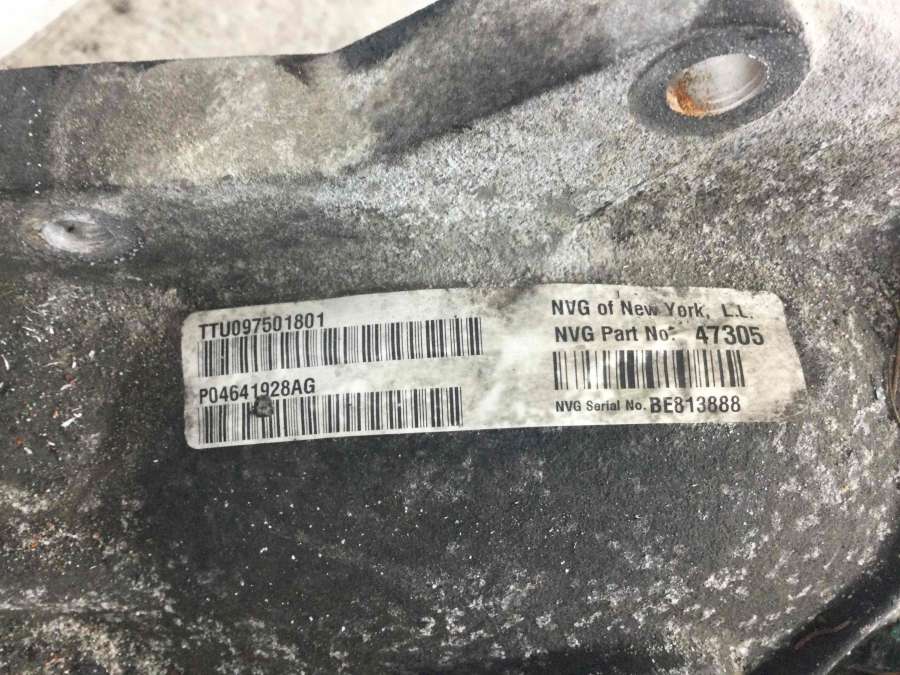 TTU097501801
P04641928AG
NVG of New York, L.L.
NVG Part No: 47305
NVG Serial No. BE813888